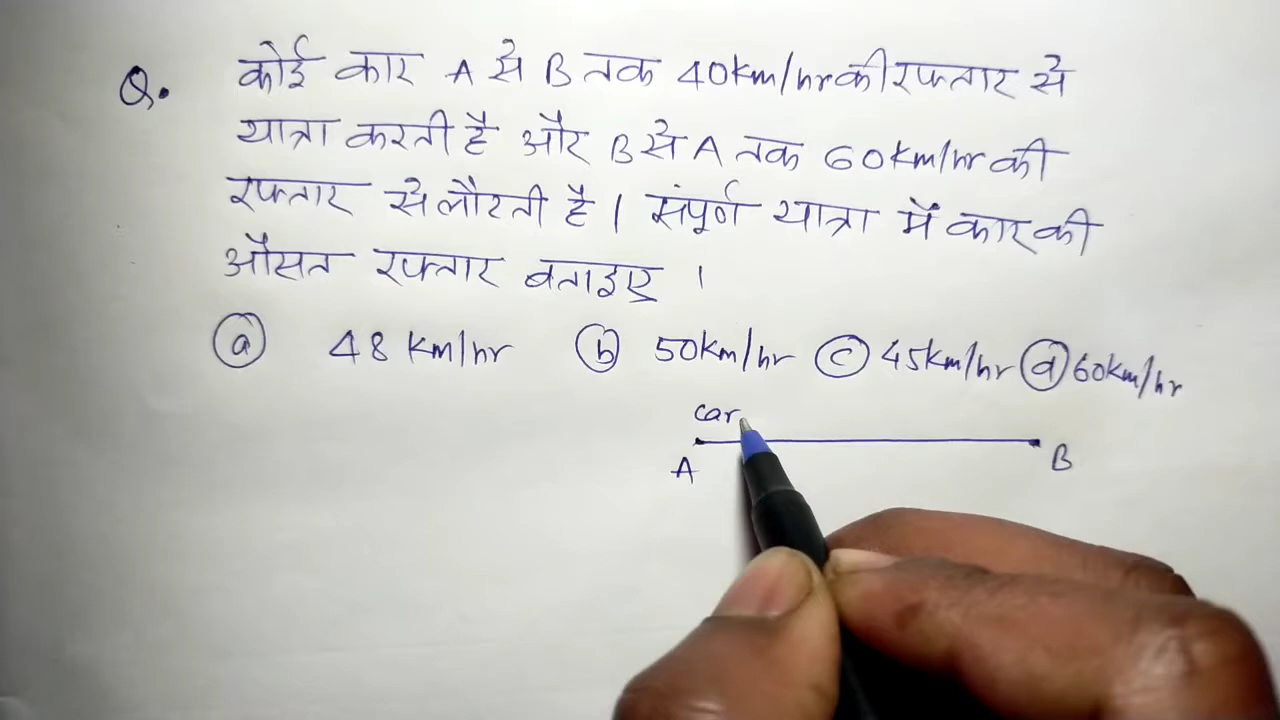 Q. कोई कार A से B तक 40km/hr की रफ्तार से
यात्रा करती है और B से A तक 60km/hr की
रफ्तार से लौटती है । संपूर्ण यात्रा में कार की
औसत रफ्तार बताइए ।
(a) 48 km/hr (b) 50km/hr (c) 45km/hr (d) 60km/hr
car
A B